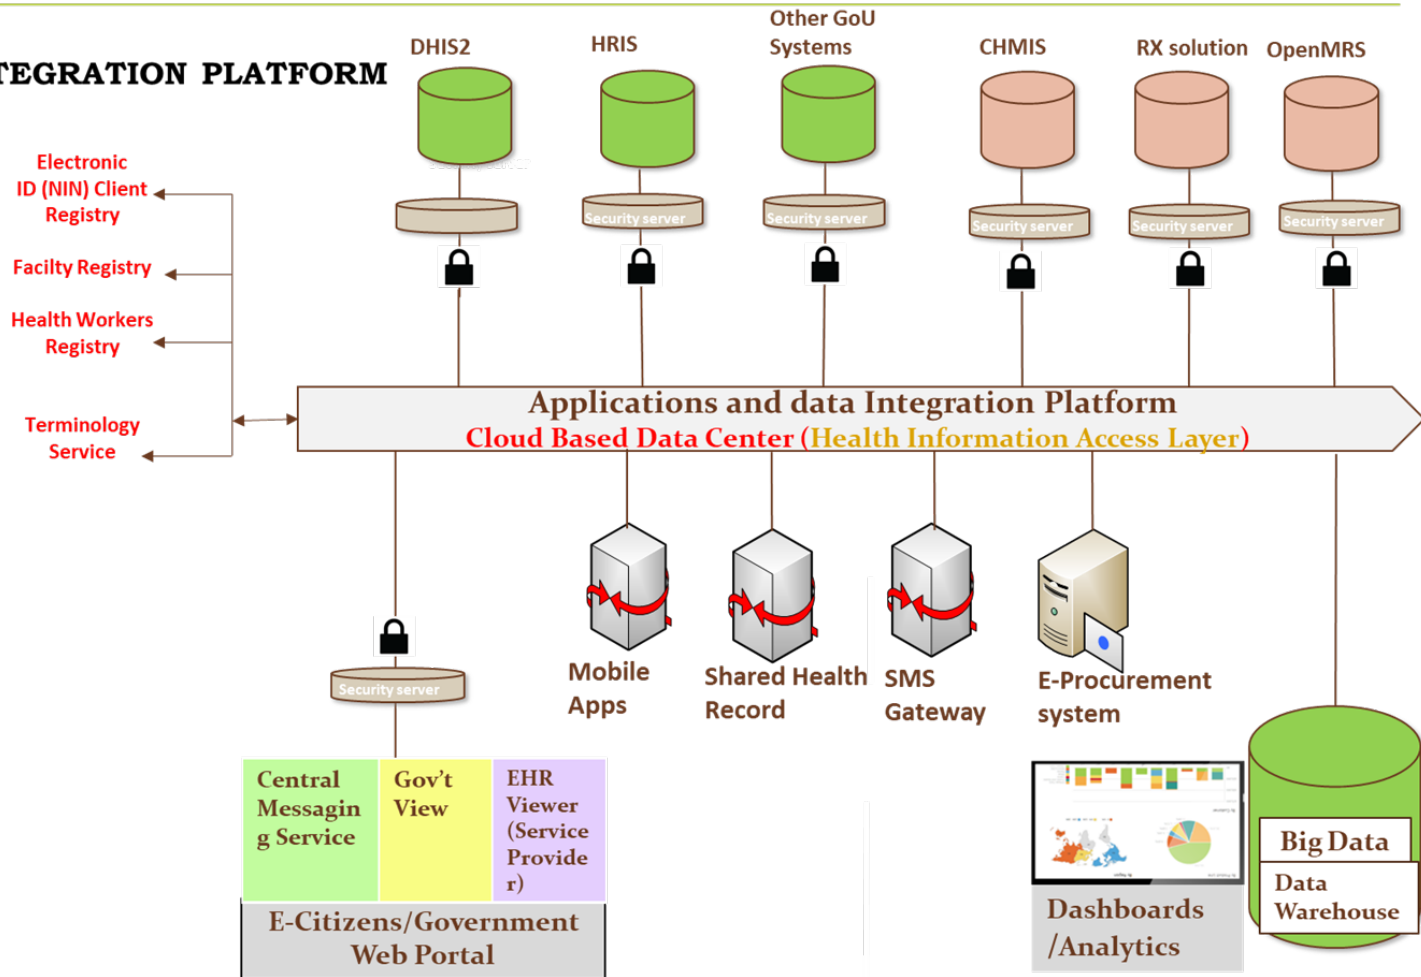 TEGRATION PLATFORM
DHIS2
HRIS
Other GoU
Systems
CHMIS
RX solution
OpenMRS
Security server
Security server
Security server
Security server
Security server
Electronic
ID (NIN) Client
Registry
Facilty Registry
Health Workers
Registry
Terminology
Service
Applications and data Integration Platform
Cloud Based Data Center (Health Information Access Layer)
Security server
Mobile
Apps
Shared Health
Record
SMS
Gateway
E-Procurement
system
Central
Messagin
g Service
Gov't
View
EHR
Viewer
(Service
Provide
r)
E-Citizens/Government
Web Portal
Dashboards
/Analytics
Big Data
Data
Warehouse